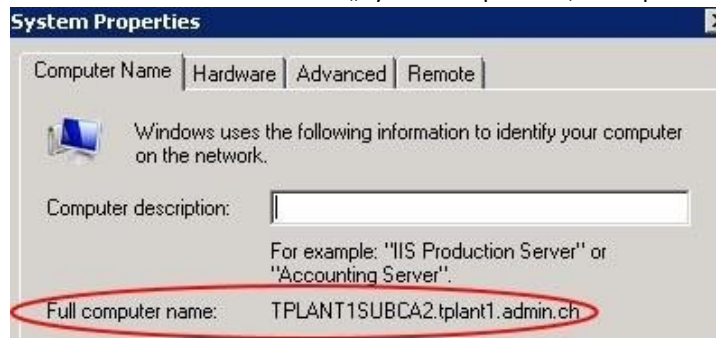 System Properties
Computer Name Hardware Advanced Remote
Windows uses the following information to identify your computer
on the network.
Computer description:
For example: "IIS Production Server" or
"Accounting Server".
Full computer name: TPLANT1SUBCA2.tplant1.admin.ch